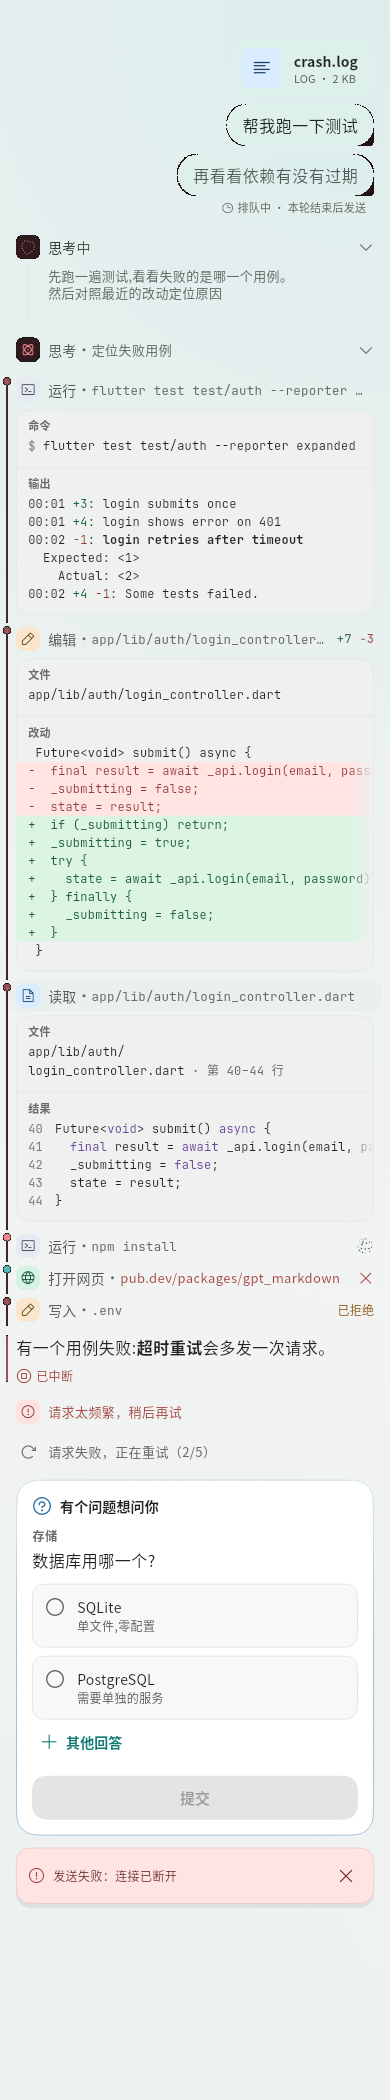 crash.log
LOG · 2 KB
帮我跑一下测试
再看看依赖有没有过期
排队中 · 本轮结束后发送
思考中
先跑一遍测试,看看失败的是哪一个用例。
然后对照最近的改动定位原因
思考 · 定位失败用例
运行 · flutter test test/auth --reporter …
命令
$ flutter test test/auth --reporter expanded
输出
00:01 +3: login submits once
00:01 +4: login shows error on 401
00:02 -1: login retries after timeout
Expected: <1>
Actual: <2>
00:02 +4 -1: Some tests failed.
编辑 · app/lib/auth/login_controller… +7 -3
文件
app/lib/auth/login_controller.dart
改动
Future<void> submit() async {
- final result = await _api.login(email, pass
- _submitting = false;
- state = result;
+ if (_submitting) return;
+ _submitting = true;
+ try {
+ state = await _api.login(email, password)
+ } finally {
+ _submitting = false;
+ }
}
读取 · app/lib/auth/login_controller.dart
文件
app/lib/auth/
login_controller.dart · 第 40–44 行
结果
40 Future<void> submit() async {
41 final result = await _api.login(email, pa
42 _submitting = false;
43 state = result;
44 }
运行 · npm install
打开网页 · pub.dev/packages/gpt_markdown
写入 · .env 已拒绝
有一个用例失败:超时重试会多发一次请求。
已中断
请求太频繁，稍后再试
请求失败，正在重试（2/5）
有个问题想问你
存储
数据库用哪一个?
SQLite
单文件,零配置
PostgreSQL
需要单独的服务
其他回答
提交
发送失败：连接已断开